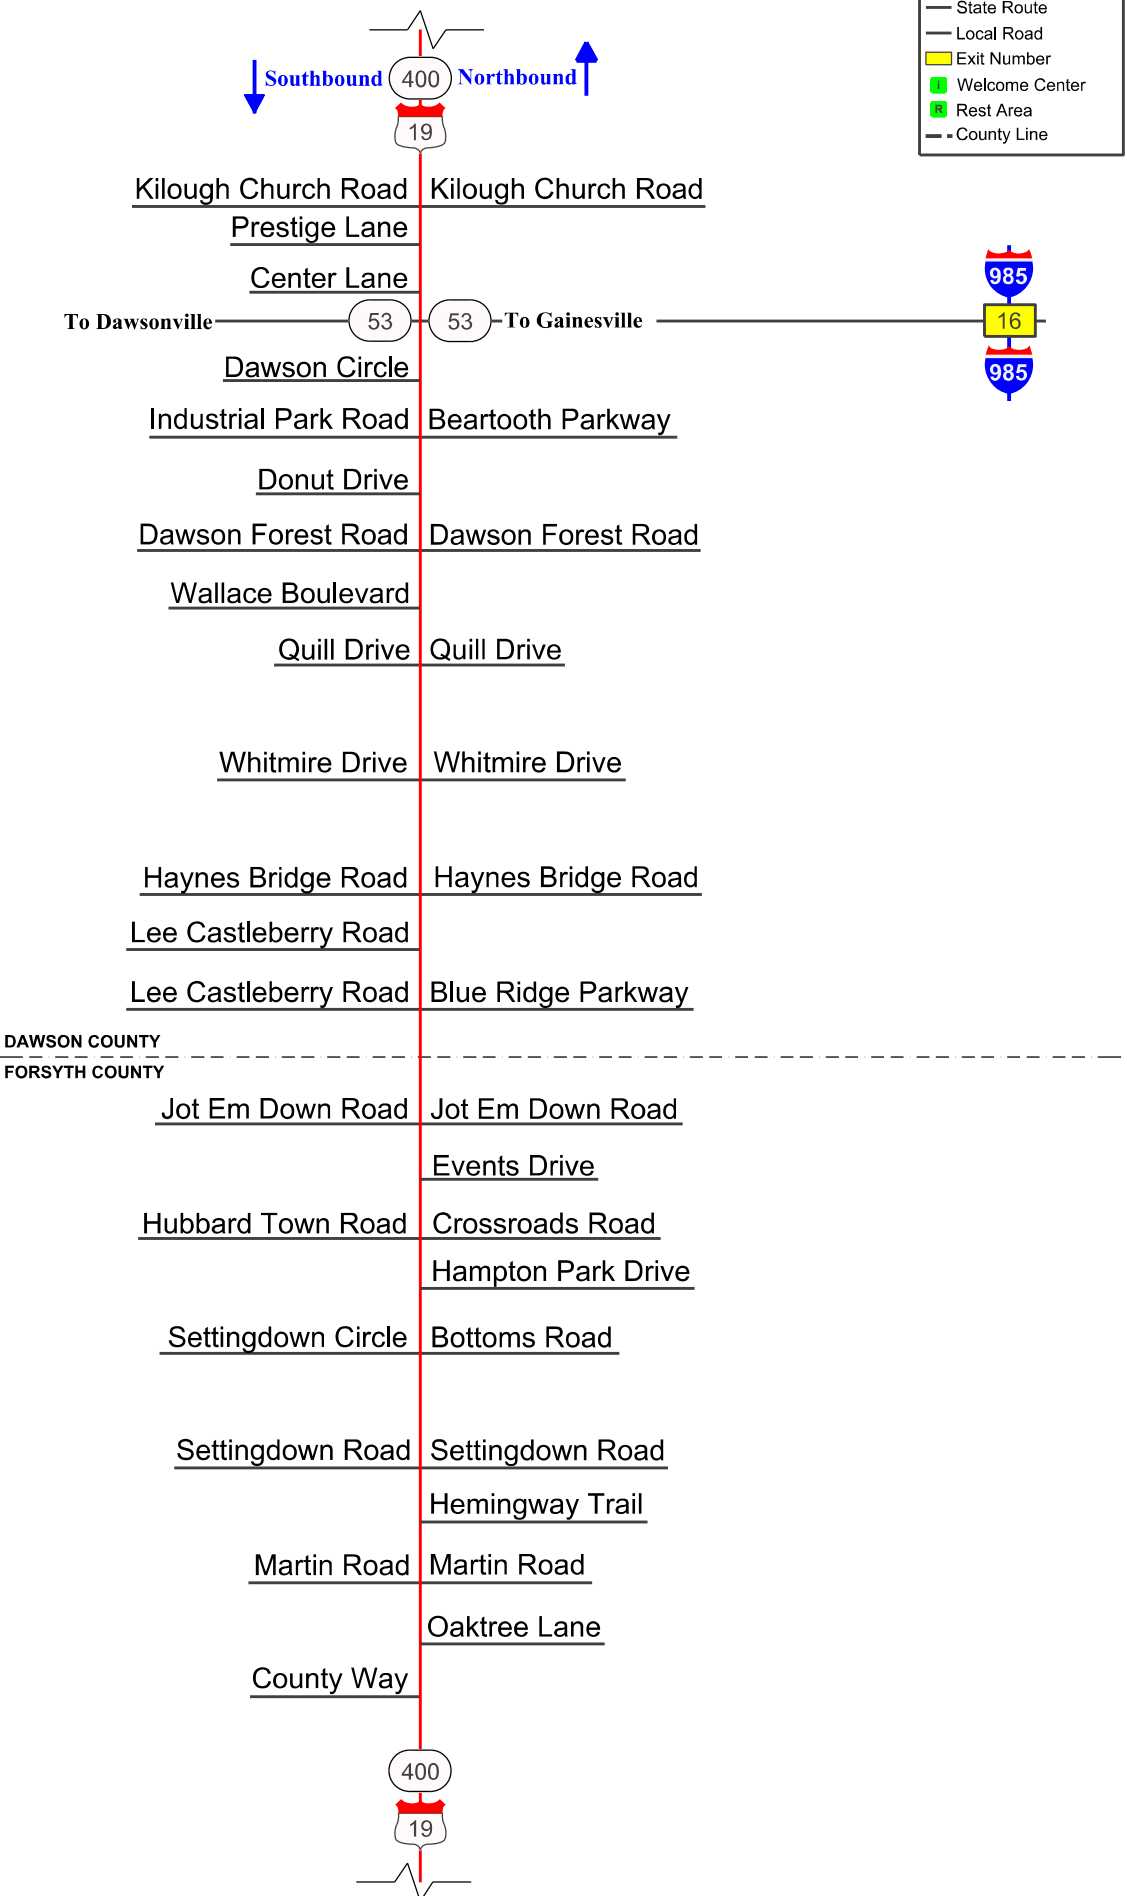 State Route
Local Road
Exit Number
i Welcome Center
R Rest Area
County Line
Southbound 400 Northbound
19
Kilough Church Road Kilough Church Road
Prestige Lane
Center Lane
985
To Dawsonville 53 53 To Gainesville 16
985
Dawson Circle
Industrial Park Road Beartooth Parkway
Donut Drive
Dawson Forest Road Dawson Forest Road
Wallace Boulevard
Quill Drive Quill Drive
Whitmire Drive Whitmire Drive
Haynes Bridge Road Haynes Bridge Road
Lee Castleberry Road
Lee Castleberry Road Blue Ridge Parkway
DAWSON COUNTY
FORSYTH COUNTY
Jot Em Down Road Jot Em Down Road
Events Drive
Hubbard Town Road Crossroads Road
Hampton Park Drive
Settingdown Circle Bottoms Road
Settingdown Road Settingdown Road
Hemingway Trail
Martin Road Martin Road
Oaktree Lane
County Way
400
19